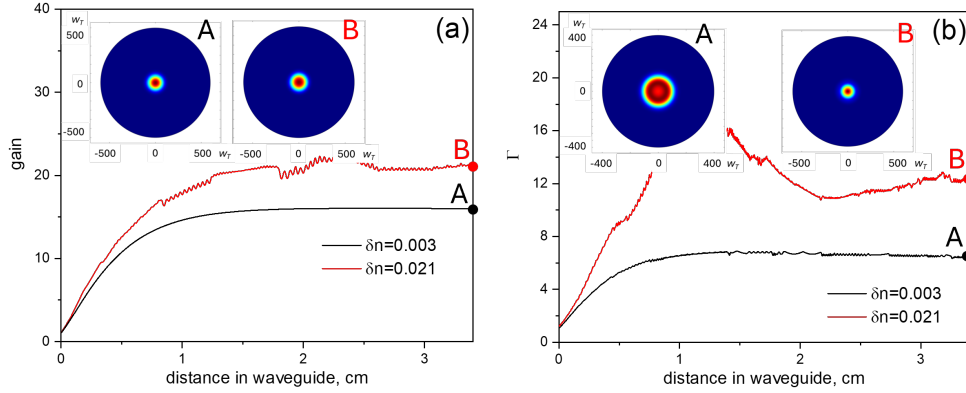 (a)
gain
40
30
20
10
0
0
1
2
3
distance in waveguide, cm
w_T
500
0
-500
A
-500
0
500
w_T
B
-500
0
500
w_T
B
A
δn=0.003
δn=0.021
(b)
Γ
24
20
16
12
8
4
0
0
1
2
3
distance in waveguide, cm
w_T
400
0
-400
A
-400
0
400
w_T
B
-400
0
400
w_T
B
A
δn=0.003
δn=0.021